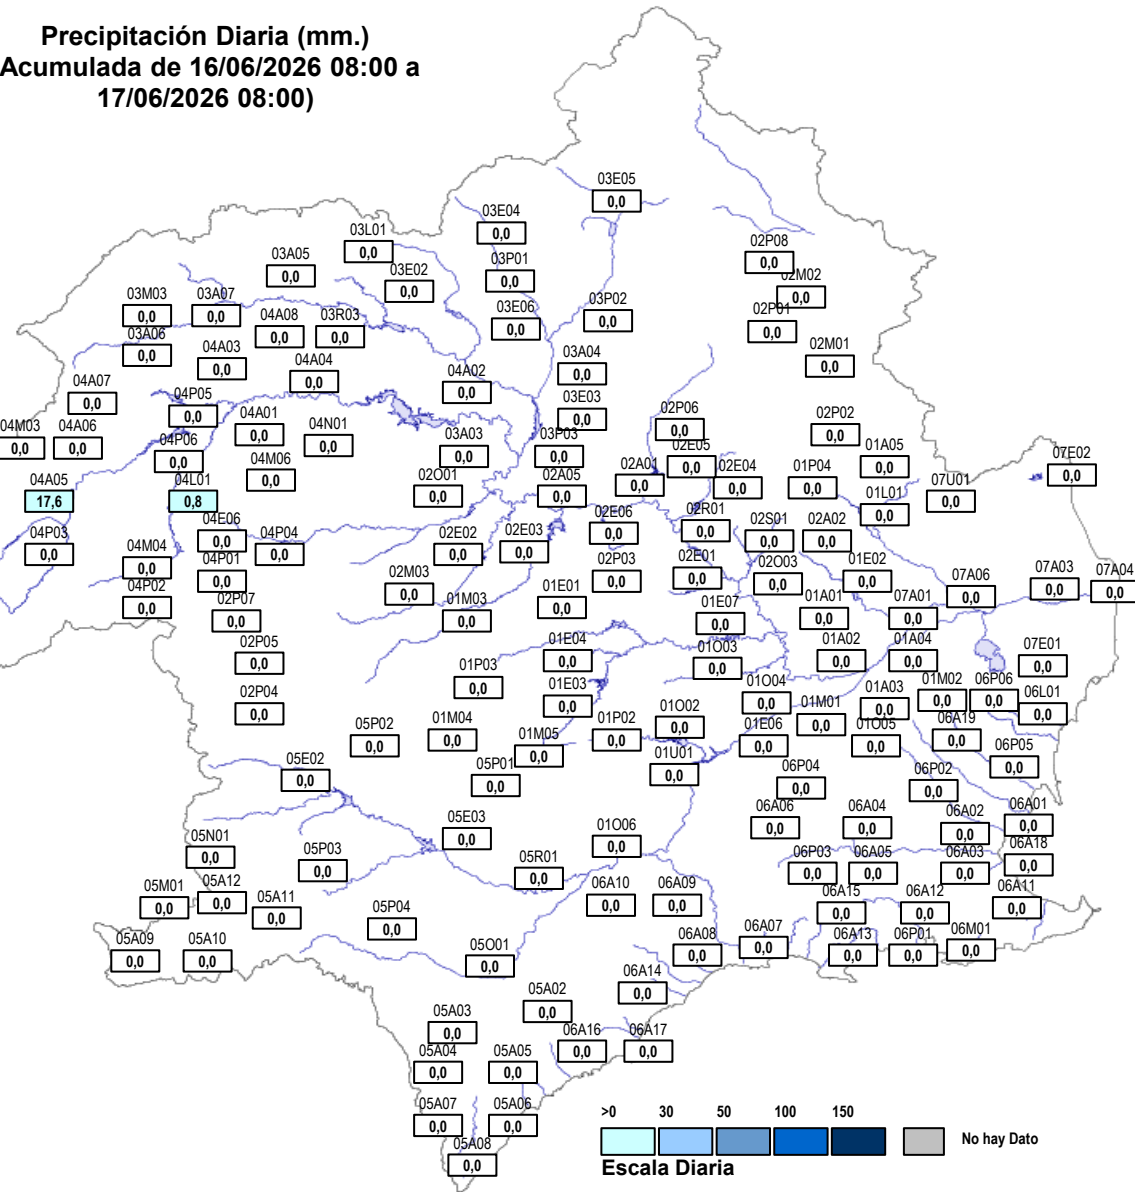 Precipitación Diaria (mm.)
Acumulada de 16/06/2026 08:00 a
17/06/2026 08:00)
03E05
0,0
03E04
0,0
03L01
0,0
02P08
0,0
03A05
0,0
03E02
0,0
03P01
0,0
02M02
0,0
03M03
0,0
03A07
0,0
04A08
0,0
03R03
0,0
03E06
0,0
03P02
0,0
02P01
0,0
03A06
0,0
04A03
0,0
04A04
0,0
03A04
0,0
02M01
0,0
04A07
0,0
04P05
0,0
04A02
0,0
03E03
0,0
04M03
0,0
04A06
0,0
04A01
0,0
04N01
0,0
02P06
0,0
02P02
0,0
04P06
0,0
04M06
0,0
03A03
0,0
03P03
0,0
02E05
0,0
01A05
0,0
07E02
0,0
04A05
17,6
04L01
0,8
02O01
0,0
02A05
0,0
02A01
0,0
02E04
0,0
01P04
0,0
07U01
0,0
01L01
0,0
04P03
0,0
04E06
0,0
04P04
0,0
02E02
0,0
02E03
0,0
02E06
0,0
02R01
0,0
02S01
0,0
02A02
0,0
04M04
0,0
04P01
0,0
02M03
0,0
02P03
0,0
02E01
0,0
02O03
0,0
01E02
0,0
07A06
0,0
07A03
0,0
07A04
0,0
04P02
0,0
02P07
0,0
01M03
0,0
01E01
0,0
01E07
0,0
01A01
0,0
07A01
0,0
02P05
0,0
01E04
0,0
01O03
0,0
01A02
0,0
01A04
0,0
07E01
0,0
02P04
0,0
01P03
0,0
01E03
0,0
01O04
0,0
01A03
0,0
01M02
0,0
06P06
0,0
06L01
0,0
05P02
0,0
01M04
0,0
01M05
0,0
01P02
0,0
01O02
0,0
01E06
0,0
01M01
0,0
01O05
0,0
06A19
0,0
05E02
0,0
05P01
0,0
01U01
0,0
06P04
0,0
06P02
0,0
06P05
0,0
05N01
0,0
05P03
0,0
05E03
0,0
01O06
0,0
06A06
0,0
06A04
0,0
06A02
0,0
06A01
0,0
05M01
0,0
05A12
0,0
05A11
0,0
05R01
0,0
06P03
0,0
06A05
0,0
06A03
0,0
06A18
0,0
05P04
0,0
06A10
0,0
06A09
0,0
06A15
0,0
06A12
0,0
06A11
0,0
05A09
0,0
05A10
0,0
05O01
0,0
06A08
0,0
06A07
0,0
06A13
0,0
06P01
0,0
06M01
0,0
05A03
0,0
05A02
0,0
06A14
0,0
05A04
0,0
05A05
0,0
06A16
0,0
06A17
0,0
05A07
0,0
05A06
0,0
05A08
0,0
>0 30 50 100 150
No hay Dato
Escala Diaria